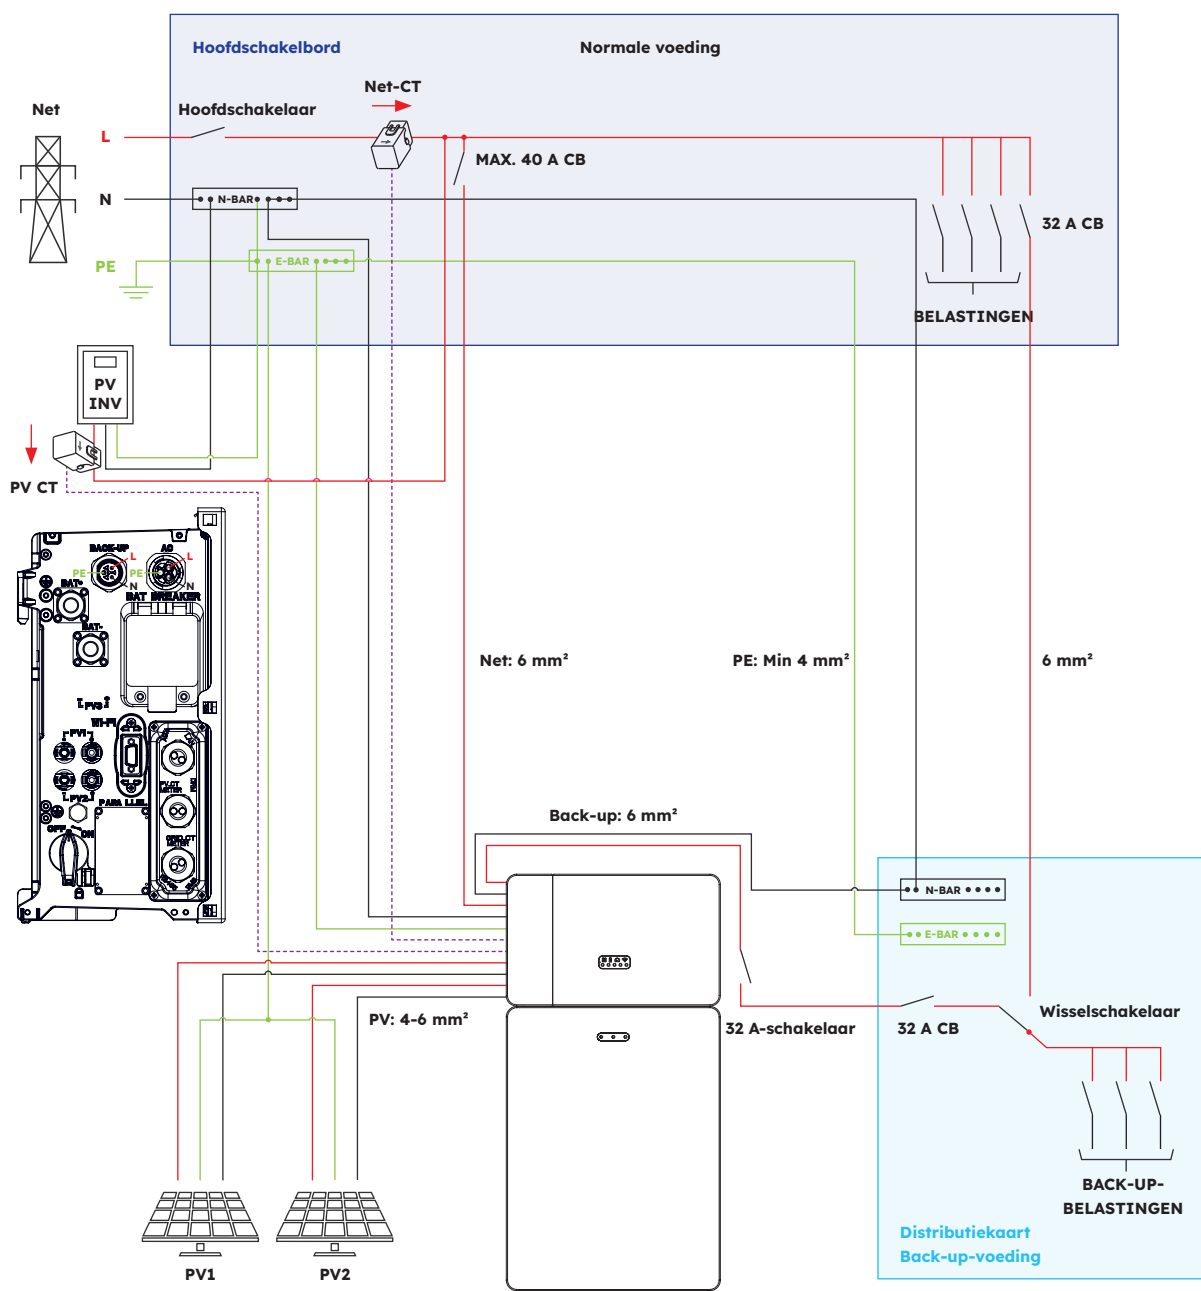 Hoofdschakelbord
Normale voeding
Net-CT
Net
Hoofdschakelaar
L
MAX. 40 A CB
N
N-BAR
32 A CB
PE
E-BAR
BELASTINGEN
PV
INV
PV CT
BACK-UP
AC
L
L
PE
PE
N
N
BAT+
BAT BREAKER
BAT-
Net: 6 mm²
PE: Min 4 mm²
6 mm²
PV3
WI-FI
PV1
PV CT
METER
PV2
PARALLEL
OFF
ON
GRID CT
METER
Back-up: 6 mm²
N-BAR
E-BAR
PV: 4-6 mm²
32 A-schakelaar
32 A CB
Wisselschakelaar
BACK-UP-
BELASTINGEN
Distributiekaart
Back-up-voeding
PV1
PV2